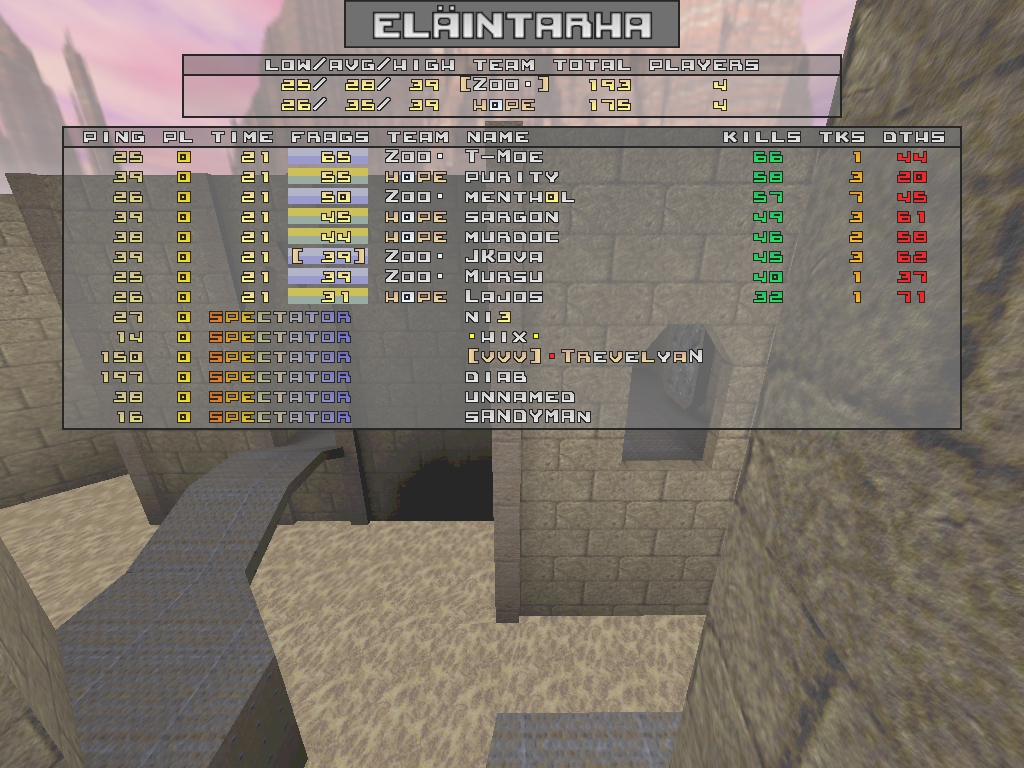 ELÄINTARHA
LOW/AVG/HIGH TEAM TOTAL PLAYERS
25/ 28/ 39 [ZOO·] 193 4
26/ 35/ 39 HOPE 175 4
PING PL TIME FRAGS TEAM NAME KILLS TKS DTHS
25 0 21 65 ZOO· T-MOE 66 1 44
39 0 21 55 HOPE PURITY 58 3 20
26 0 21 50 ZOO· MENTHOL 57 7 45
39 0 21 45 HOPE SARGON 49 3 61
38 0 21 44 HOPE MURDOC 46 2 58
39 0 21 [ 39] ZOO· JKOVA 45 3 62
25 0 21 39 ZOO· MURSU 40 1 37
26 0 21 31 HOPE LAJOS 32 1 71
27 0 SPECTATOR NI3
14 0 SPECTATOR ·WIX·
150 0 SPECTATOR [VVV]·TREVELYAN
197 0 SPECTATOR DIAB
38 0 SPECTATOR UNNAMED
16 0 SPECTATOR SANDYMAN